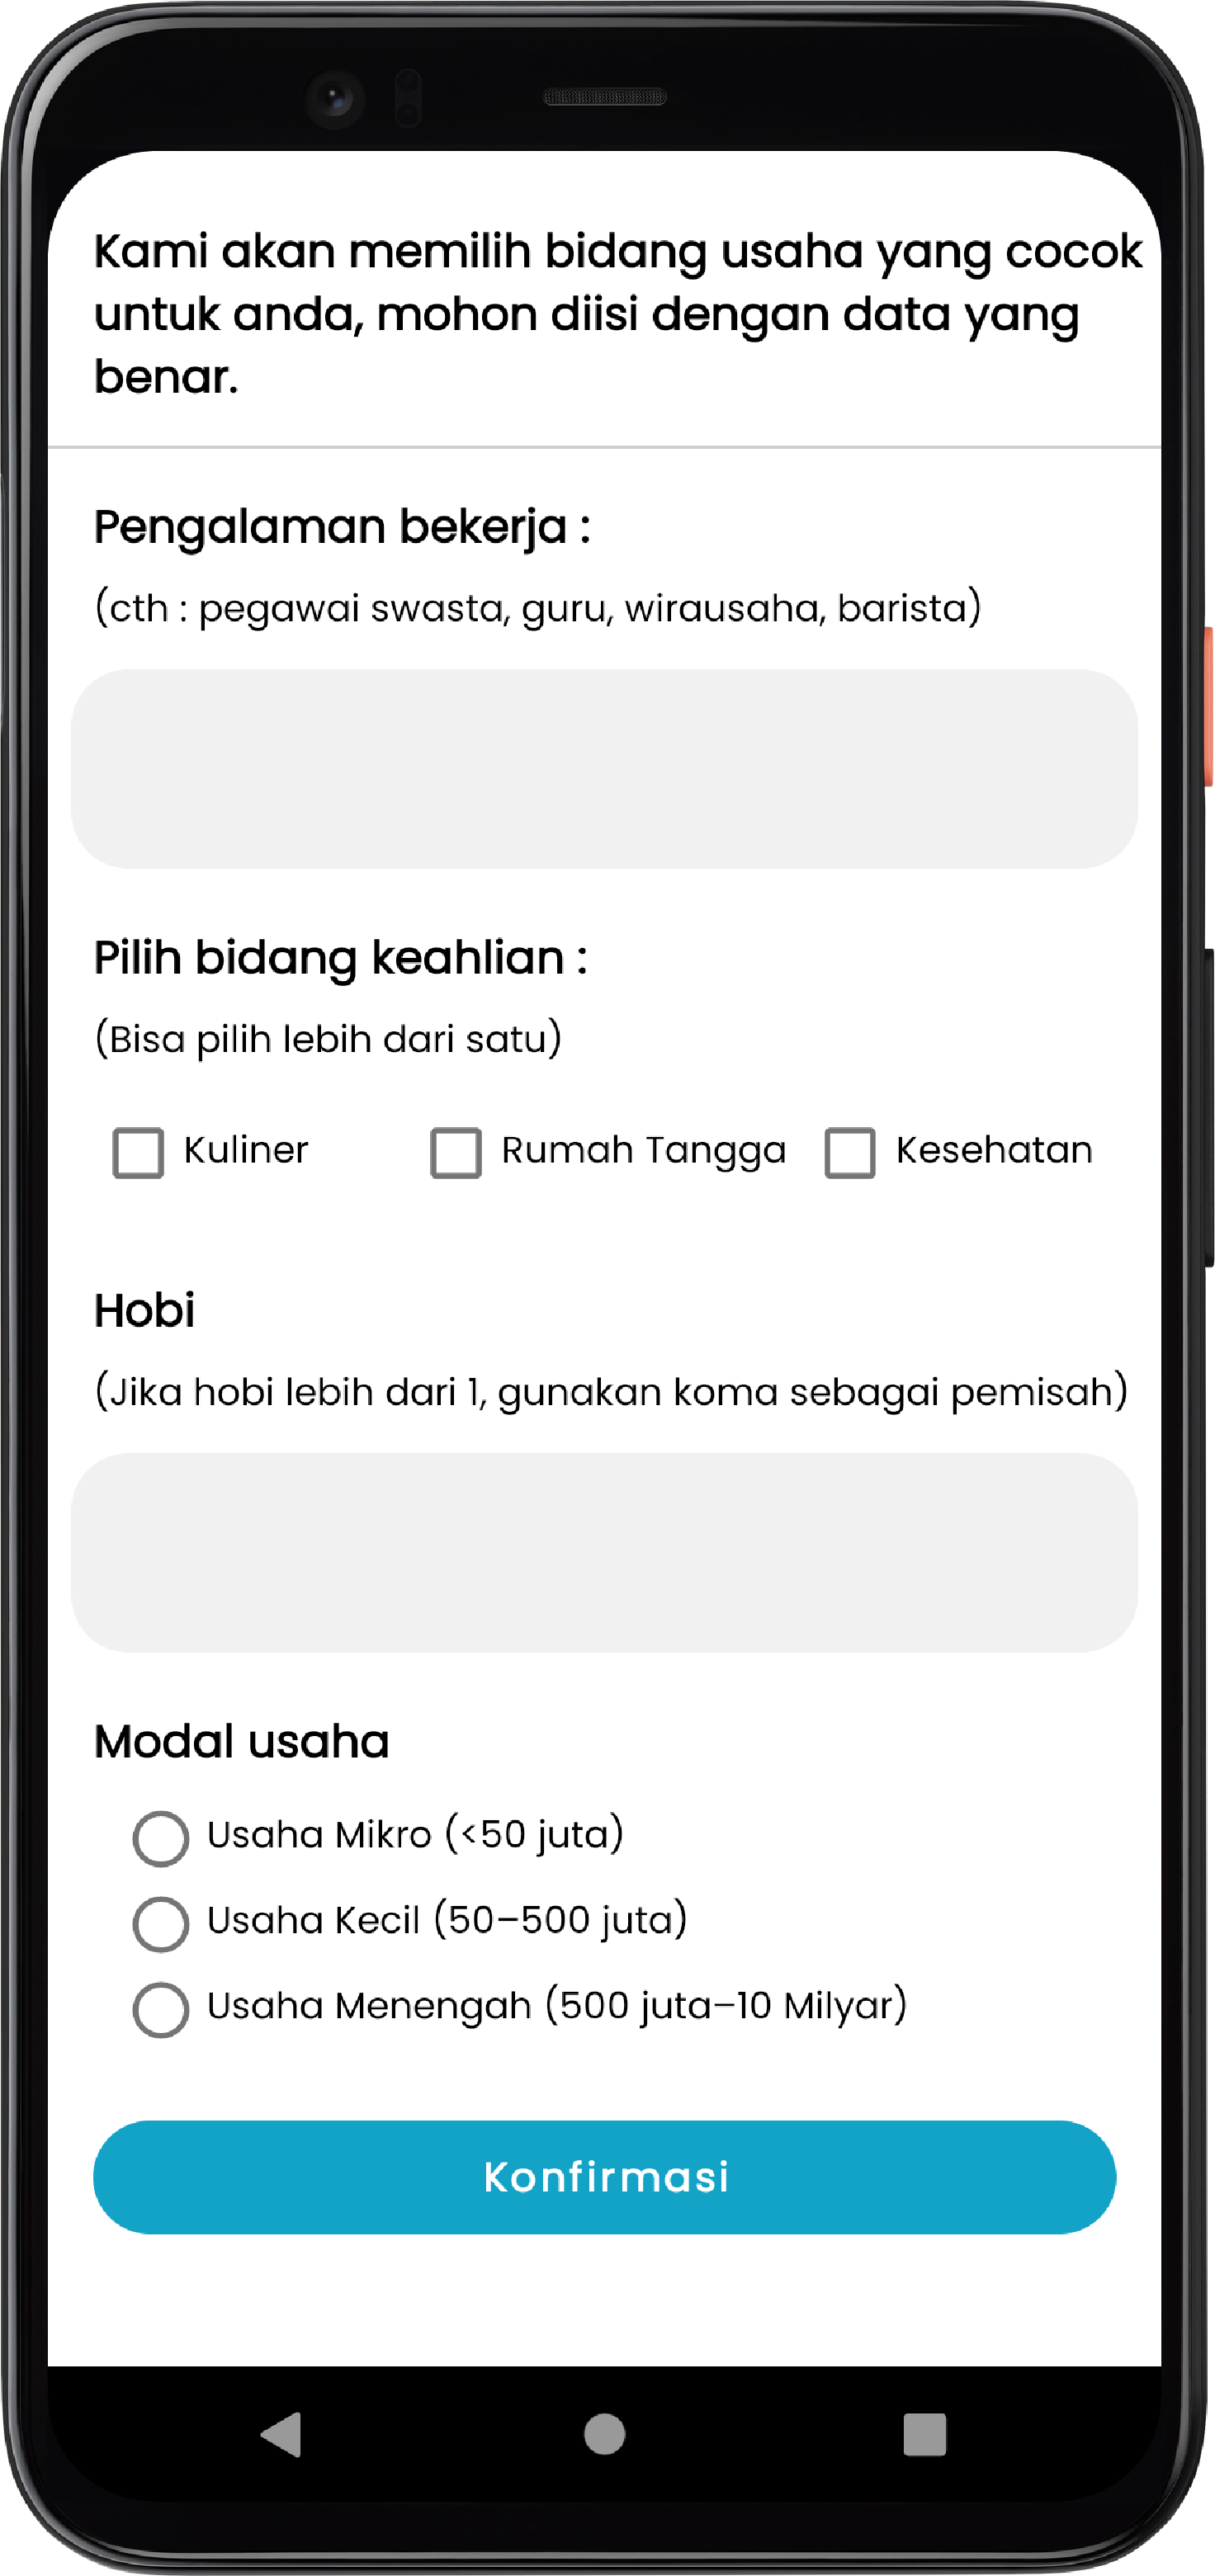 Kami akan memilih bidang usaha yang cocok
untuk anda, mohon diisi dengan data yang
benar.
Pengalaman bekerja :
(cth : pegawai swasta, guru, wirausaha, barista)
Pilih bidang keahlian :
(Bisa pilih lebih dari satu)
Kuliner Rumah Tangga Kesehatan
Hobi
(Jika hobi lebih dari 1, gunakan koma sebagai pemisah)
Modal usaha
Usaha Mikro (<50 juta)
Usaha Kecil (50–500 juta)
Usaha Menengah (500 juta–10 Milyar)
Konfirmasi